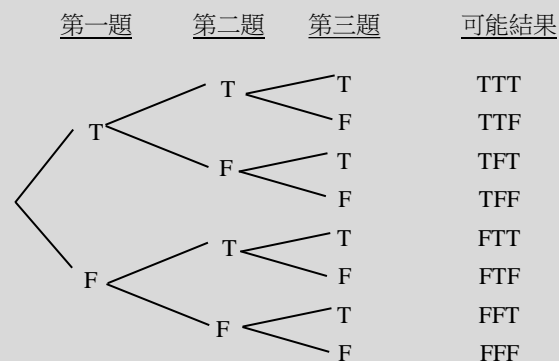 第一題 第二題 第三題 可能結果
T TTT
T
F TTF
T
T TFT
F
F TFF
T FTT
T
F FTF
F
T FFT
F
F FFF